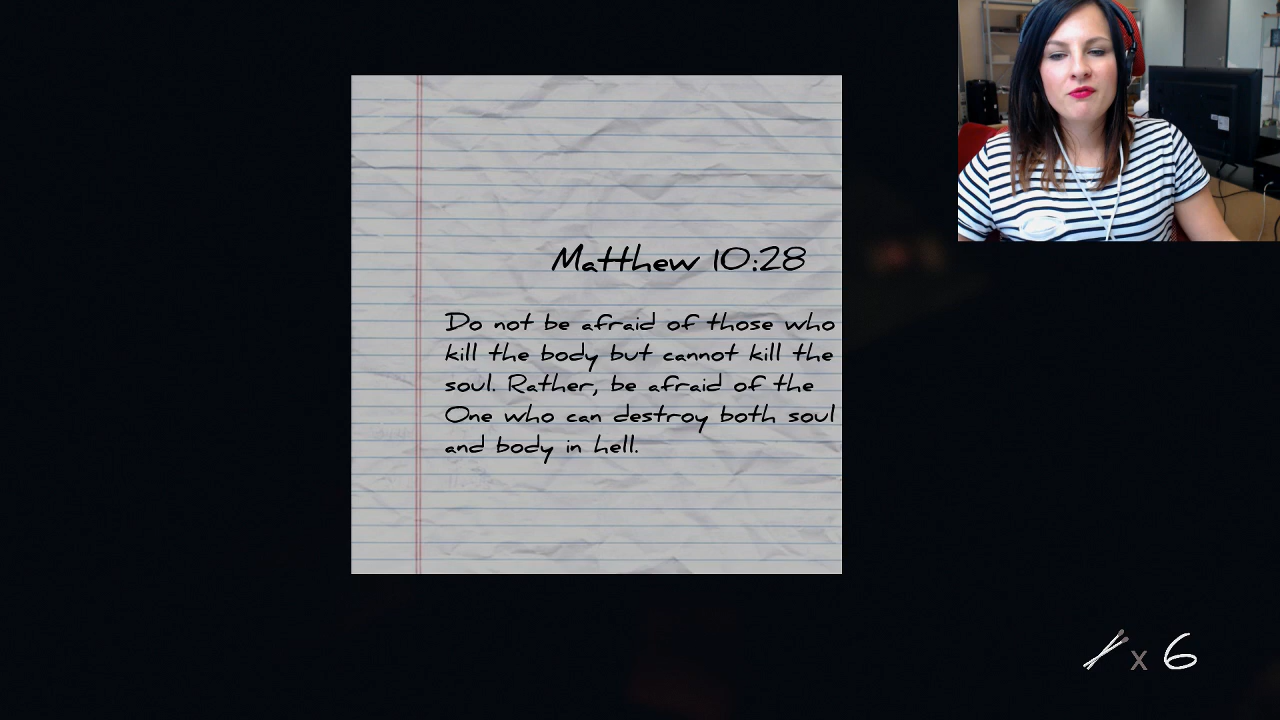 Matthew 10:28
Do not be afraid of those who
kill the body but cannot kill the
soul. Rather, be afraid of the
One who can destroy both soul
and body in hell.
x 6